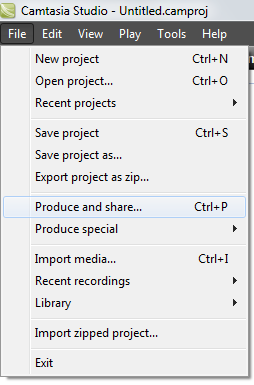 Camtasia Studio - Untitled.camproj
File Edit View Play Tools Help
New project Ctrl+N
Open project... Ctrl+O
Recent projects
Save project Ctrl+S
Save project as...
Export project as zip...
Produce and share... Ctrl+P
Produce special
Import media... Ctrl+I
Recent recordings
Library
Import zipped project...
Exit